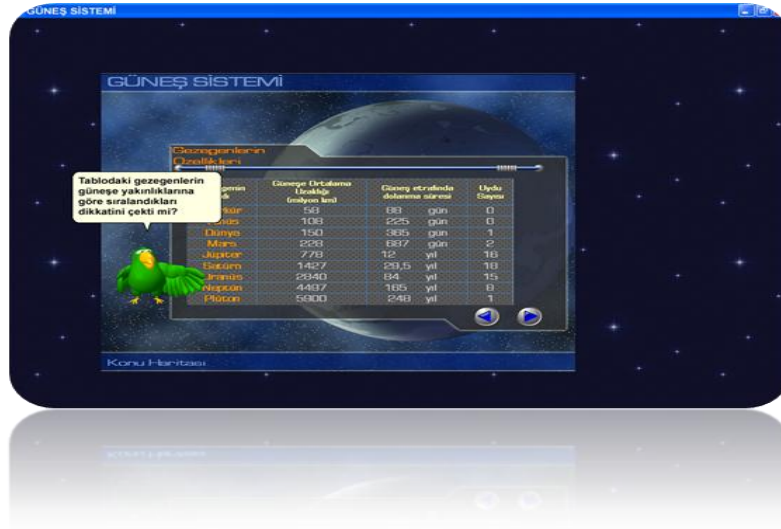 GÜNEŞ SİSTEMİ
GÜNEŞ SİSTEMİ
Gezegenlerin
Özellikleri
Tablodaki gezegenlerin
güneşe yakınlıklarına
göre sıralandıkları
dikkatini çekti mi?
Güneşe Ortalama Uzaklığı (milyon km) Güneş etrafında dolanma süresi Uydu Sayısı
58 88 gün 0
108 225 gün 0
Dünya 150 365 gün 1
Mars 228 687 gün 2
Jüpiter 778 12 yıl 16
Satürn 1427 29,5 yıl 18
Uranüs 2840 84 yıl 15
Neptün 4497 165 yıl 8
Plüton 5900 248 yıl 1
Konu Haritası